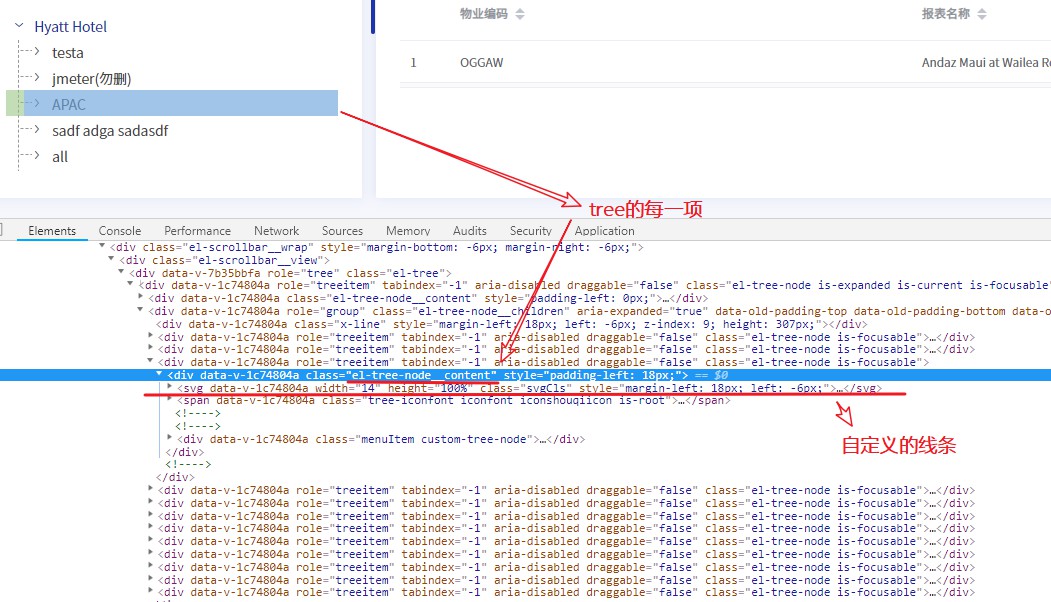 物业编码
报表名称
Hyatt Hotel
testa
1
OGGAW
Andaz Maui at Wailea Re
jmeter(勿删)
APAC
sadf adga sadasdf
all
tree的每一项
Elements Console Performance Network Sources Memory Audits Security Application
<div class="el-scrollbar__wrap" style="margin-bottom: -6px; margin-right: -6px;">
<div class="el-scrollbar__view">
<div data-v-7b35bbfa role="tree" class="el-tree">
<div data-v-1c74804a role="treeitem" tabindex="-1" aria-disabled draggable="false" class="el-tree-node is-expanded is-current is-focusable"
<div data-v-1c74804a class="el-tree-node__content" style="padding-left: 0px;">…</div>
<div data-v-1c74804a role="group" class="el-tree-node__children" aria-expanded="true" data-old-padding-top data-old-padding-bottom data-o
<div data-v-1c74804a class="x-line" style="margin-left: 18px; left: -6px; z-index: 9; height: 307px;"></div>
<div data-v-1c74804a role="treeitem" tabindex="-1" aria-disabled draggable="false" class="el-tree-node is-focusable">…</div>
<div data-v-1c74804a role="treeitem" tabindex="-1" aria-disabled draggable="false" class="el-tree-node is-focusable">…</div>
<div data-v-1c74804a role="treeitem" tabindex="-1" aria-disabled draggable="false" class="el-tree-node is-focusable">
<div data-v-1c74804a class="el-tree-node__content" style="padding-left: 18px;"> == $0
<svg data-v-1c74804a width="14" height="100%" class="svgCls" style="margin-left: 18px; left: -6px;">…</svg>
<span class="tree-iconfont iconfont iconshouqiicon is-root">…</span>
<!---->
<!---->
<div data-v-1c74804a class="menuItem custom-tree-node">…</div>
</div>
<!---->
</div>
自定义的线条
<div data-v-1c74804a role="treeitem" tabindex="-1" aria-disabled draggable="false" class="el-tree-node is-focusable">…</div>
<div data-v-1c74804a role="treeitem" tabindex="-1" aria-disabled draggable="false" class="el-tree-node is-focusable">…</div>
<div data-v-1c74804a role="treeitem" tabindex="-1" aria-disabled draggable="false" class="el-tree-node is-focusable">…</div>
<div data-v-1c74804a role="treeitem" tabindex="-1" aria-disabled draggable="false" class="el-tree-node is-focusable">…</div>
<div data-v-1c74804a role="treeitem" tabindex="-1" aria-disabled draggable="false" class="el-tree-node is-focusable">…</div>
<div data-v-1c74804a role="treeitem" tabindex="-1" aria-disabled draggable="false" class="el-tree-node is-focusable">…</div>
<div data-v-1c74804a role="treeitem" tabindex="-1" aria-disabled draggable="false" class="el-tree-node is-focusable">…</div>
<div data-v-1c74804a role="treeitem" tabindex="-1" aria-disabled draggable="false" class="el-tree-node is-focusable">…</div>
<div data-v-1c74804a role="treeitem" tabindex="-1" aria-disabled draggable="false" class="el-tree-node is-focusable">…</div>